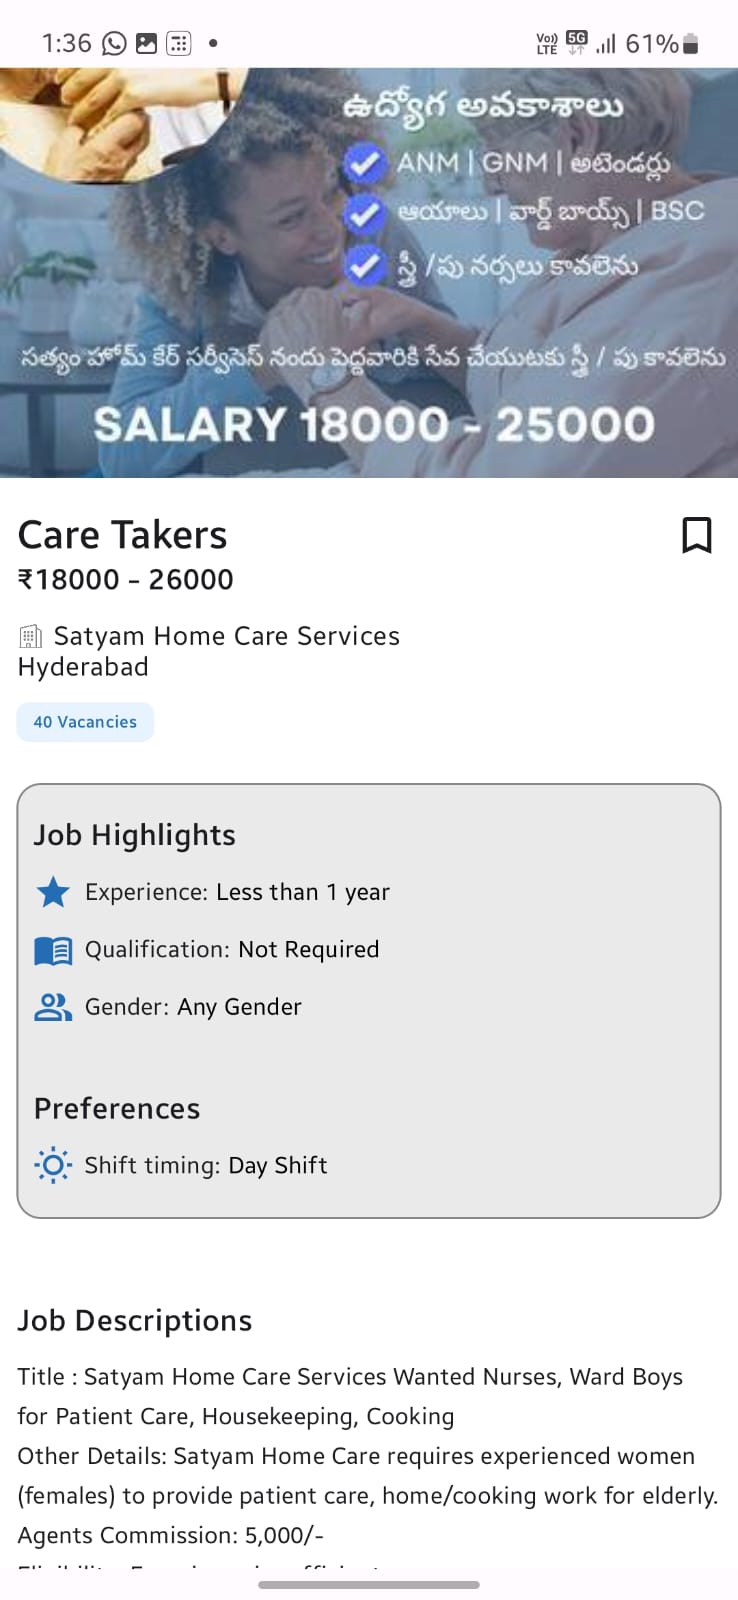 1:36
Vo)) LTE 5G 61%
ఉద్యోగ అవకాశాలు
ANM | GNM | అటెండర్లు
ఆయాలు | వార్డ్ బాయ్స్ | BSC
స్త్రీ /పు నర్సులు కావలెను
సత్యం హోమ్ కేర్ సర్వీసెస్ నందు పెద్దవారికి సేవ చేయుటకు స్త్రీ / పు కావలెను
SALARY 18000 - 25000
Care Takers
₹18000 – 26000
Satyam Home Care Services
Hyderabad
40 Vacancies
Job Highlights
Experience: Less than 1 year
Qualification: Not Required
Gender: Any Gender
Preferences
Shift timing: Day Shift
Job Descriptions
Title : Satyam Home Care Services Wanted Nurses, Ward Boys
for Patient Care, Housekeeping, Cooking
Other Details: Satyam Home Care requires experienced women
(females) to provide patient care, home/cooking work for elderly.
Agents Commission: 5,000/-